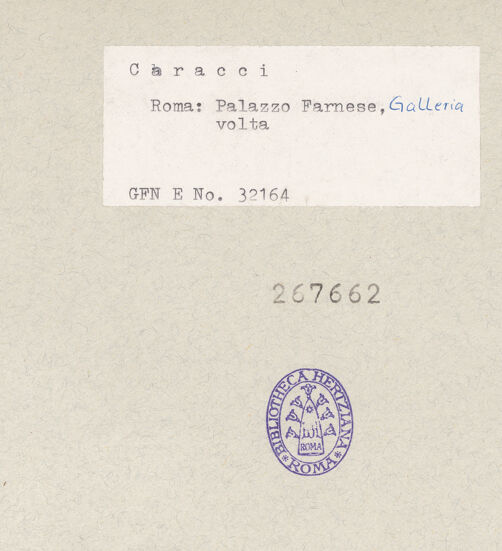 Caracci
Roma: Palazzo Farnese, Galleria
volta
GFN E No. 32164
267662
BIBLIOTHECA HERTZIANA
ROMA
* ROMA *